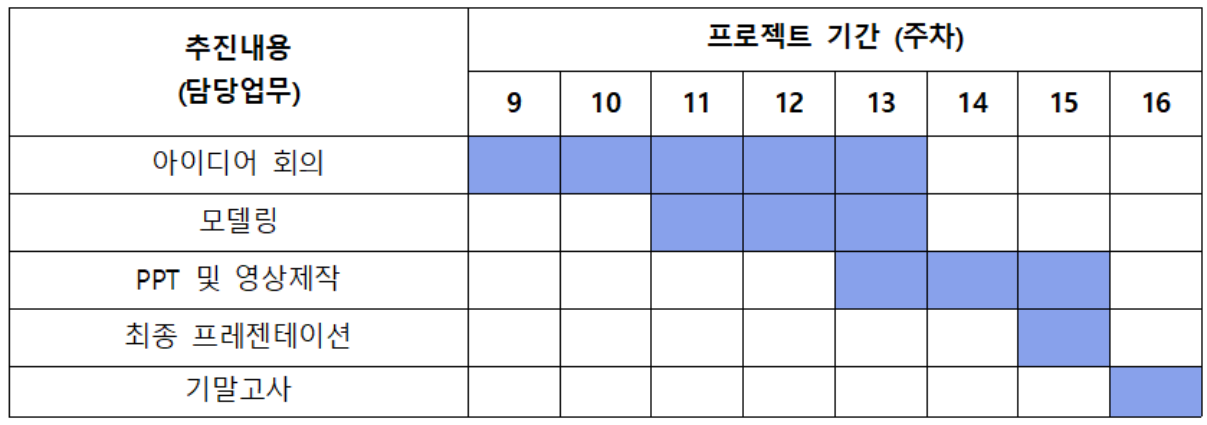 추진내용
(담당업무)
프로젝트 기간 (주차)
9 10 11 12 13 14 15 16
아이디어 회의
모델링
PPT 및 영상제작
최종 프레젠테이션
기말고사